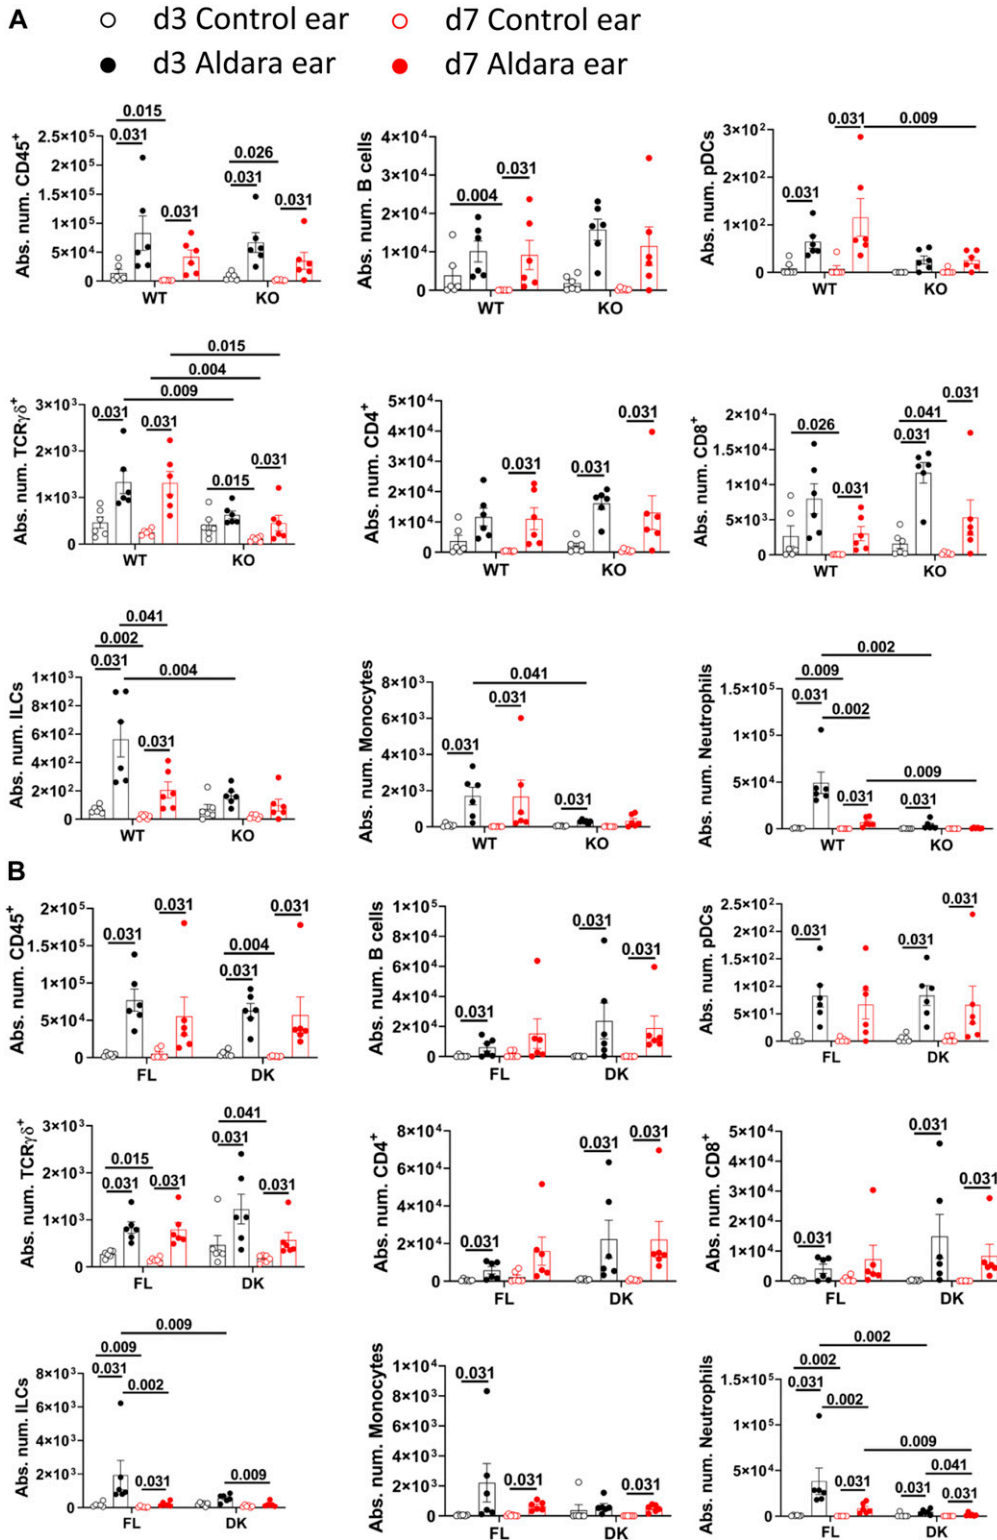 A
d3 Control ear
d7 Control ear
d3 Aldara ear
d7 Aldara ear
Abs. num. CD45⁺
2.5×10⁵
2×10⁵
1.5×10⁵
1×10⁵
5×10⁴
0
0.015
0.031
0.031
0.026
0.031
0.031
WT
KO
Abs. num. B cells
4×10⁴
3×10⁴
2×10⁴
1×10⁴
0
0.004
0.031
WT
KO
Abs. num. pDCs
3×10²
2×10²
1×10²
0
0.031
0.031
0.009
WT
KO
Abs. num. TCRγδ⁺
3×10³
2×10³
1×10³
0
0.015
0.004
0.009
0.031
0.031
0.015
0.031
WT
KO
Abs. num. CD4⁺
5×10⁴
4×10⁴
3×10⁴
2×10⁴
1×10⁴
0
0.031
0.031
0.031
WT
KO
Abs. num. CD8⁺
2×10⁴
1.5×10⁴
1×10⁴
5×10³
0
0.026
0.031
0.041
0.031
0.031
WT
KO
Abs. num. ILCs
1×10³
8×10²
6×10²
4×10²
2×10²
0
0.041
0.002
0.031
0.004
0.031
WT
KO
Abs. num. Monocytes
8×10³
6×10³
4×10³
2×10³
0
0.041
0.031
0.031
0.031
WT
KO
Abs. num. Neutrophils
1.5×10⁵
1×10⁵
5×10⁴
0
0.002
0.009
0.031
0.002
0.009
0.031
0.031
WT
KO
B
Abs. num. CD45⁺
2×10⁵
1.5×10⁵
1×10⁵
5×10⁴
0
0.031
0.031
0.031
0.004
0.031
FL
DK
Abs. num. B cells
1×10⁵
8×10⁴
6×10⁴
4×10⁴
2×10⁴
0
0.031
0.031
0.031
FL
DK
Abs. num. pDCs
2.5×10²
2×10²
1.5×10²
1×10²
5×10¹
0
0.031
0.031
0.031
FL
DK
Abs. num. TCRγδ⁺
3×10³
2×10³
1×10³
0
0.041
0.031
0.015
0.031
0.031
0.031
FL
DK
Abs. num. CD4⁺
8×10⁴
6×10⁴
4×10⁴
2×10⁴
0
0.031
0.031
0.031
FL
DK
Abs. num. CD8⁺
5×10⁴
4×10⁴
3×10⁴
2×10⁴
1×10⁴
0
0.031
0.031
0.031
FL
DK
Abs. num. ILCs
8×10³
6×10³
4×10³
2×10³
0
0.009
0.009
0.031
0.002
0.031
0.009
FL
DK
Abs. num. Monocytes
1×10⁴
8×10³
6×10³
4×10³
2×10³
0
0.031
0.031
0.031
FL
DK
Abs. num. Neutrophils
1.5×10⁵
1×10⁵
5×10⁴
0
0.002
0.002
0.031
0.002
0.009
0.041
0.031
0.031
0.031
FL
DK